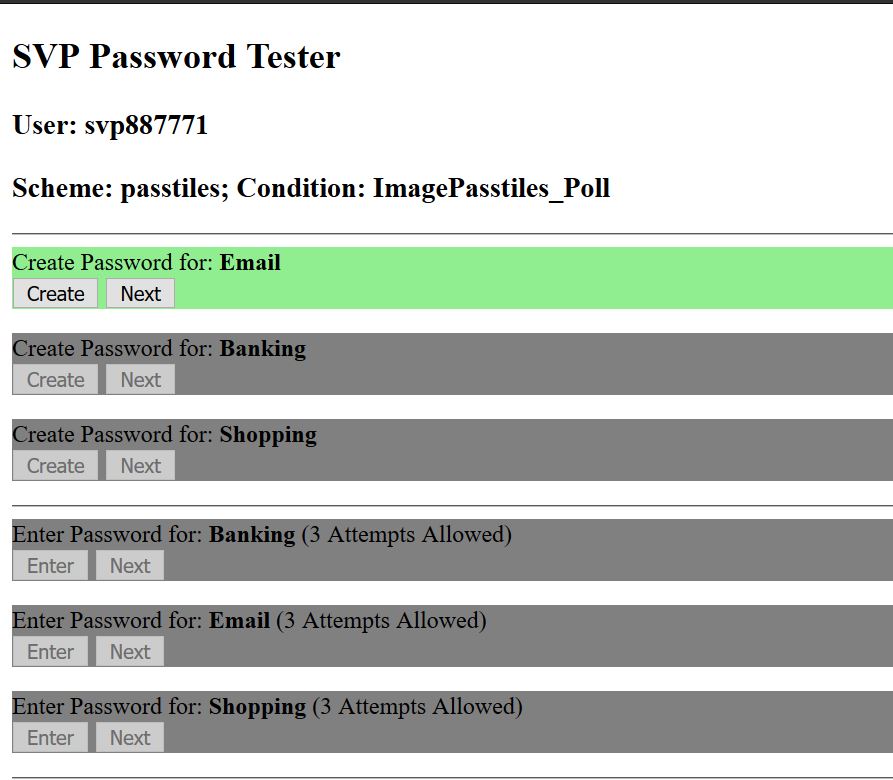 SVP Password Tester
User: svp887771
Scheme: passtiles; Condition: ImagePasstiles_Poll
Create Password for: Email
Create Next
Create Password for: Banking
Create Next
Create Password for: Shopping
Create Next
Enter Password for: Banking (3 Attempts Allowed)
Enter Next
Enter Password for: Email (3 Attempts Allowed)
Enter Next
Enter Password for: Shopping (3 Attempts Allowed)
Enter Next